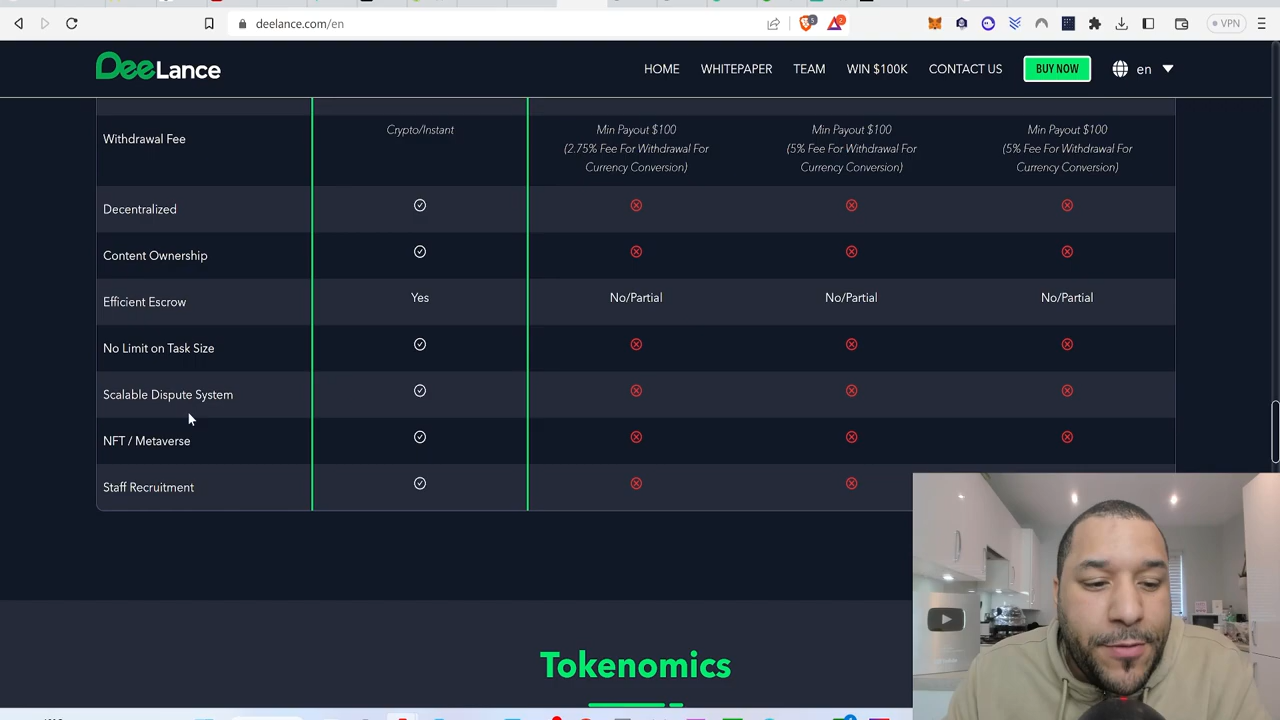 deelance.com/en
VPN
DeeLance
HOME
WHITEPAPER
TEAM
WIN $100K
CONTACT US
BUY NOW
en
Withdrawal Fee
Crypto/Instant
Min Payout $100
(2.75% Fee For Withdrawal For
Currency Conversion)
Min Payout $100
(5% Fee For Withdrawal For
Currency Conversion)
Min Payout $100
(5% Fee For Withdrawal For
Currency Conversion)
Decentralized
Content Ownership
Efficient Escrow
Yes
No/Partial
No/Partial
No/Partial
No Limit on Task Size
Scalable Dispute System
NFT / Metaverse
Staff Recruitment
Tokenomics